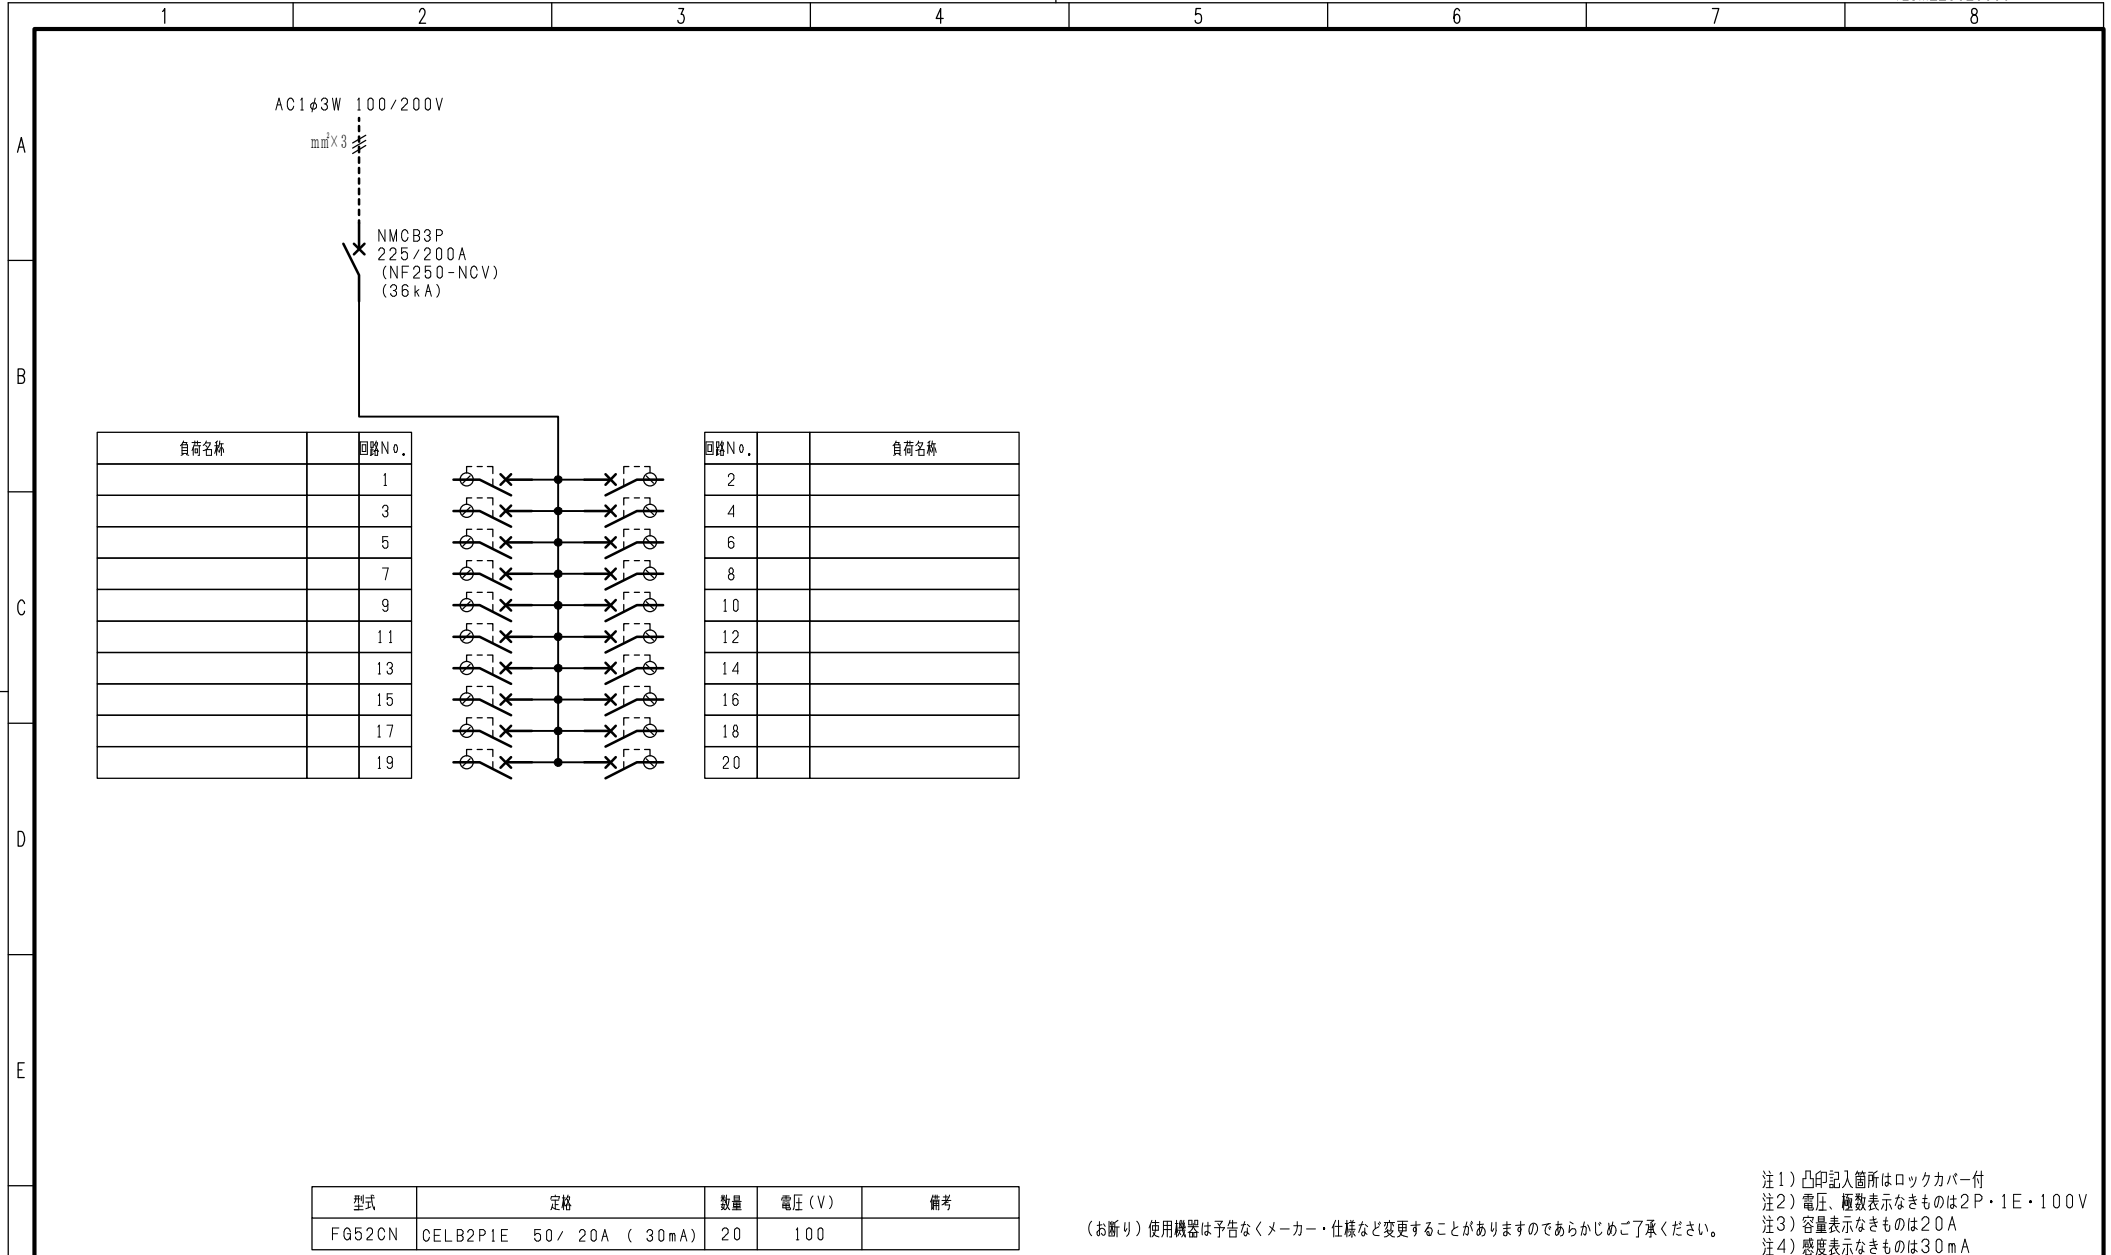 1 2 3 4 5 6 7 8
A
B
C
D
E
AC1φ3W 100/200V
mm²×3
NMCB3P
225/200A
(NF250-NCV)
(36kA)
負荷名称 回路No.
1
3
5
7
9
11
13
15
17
19
回路No. 負荷名称
2
4
6
8
10
12
14
16
18
20
型式 定格 数量 電圧(V) 備考
FG52CN CELB2P1E 50/ 20A ( 30mA) 20 100
(お断り)使用機器は予告なくメーカー・仕様など変更することがありますのであらかじめご了承ください。
注1)凸印記入箇所はロックカバー付
注2)電圧、極数表示なきものは2P・1E・100V
注3)容量表示なきものは20A
注4)感度表示なきものは30mA